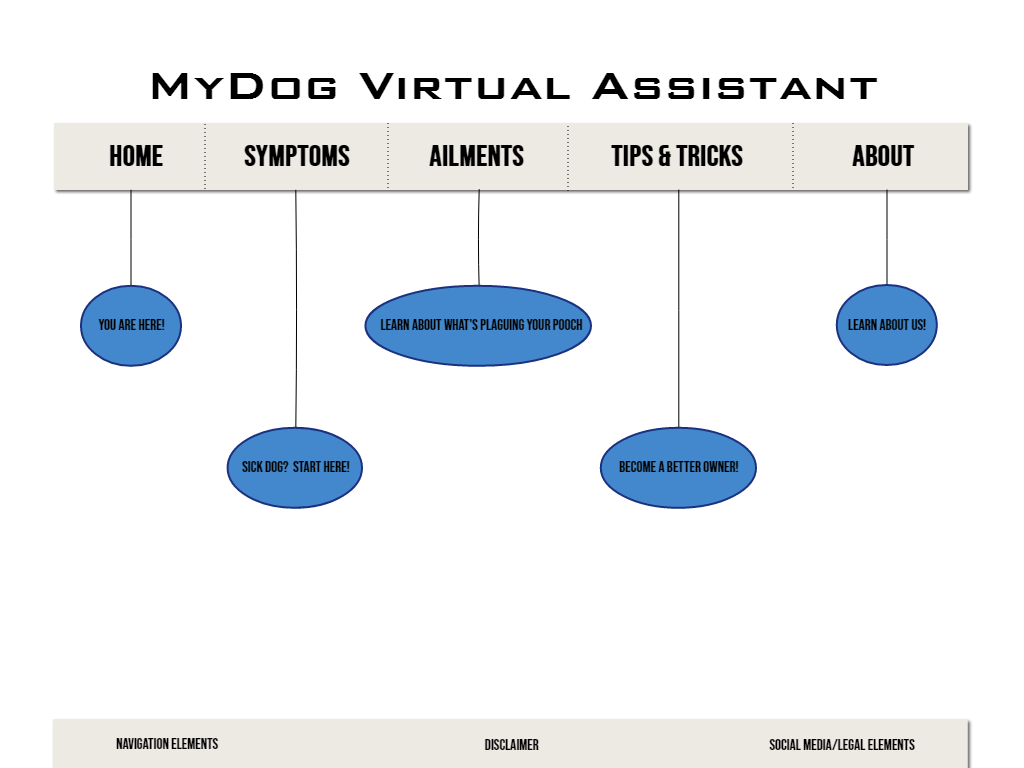 MyDog Virtual Assistant
HOME SYMPTOMS AILMENTS TIPS & TRICKS ABOUT
YOU ARE HERE! LEARN ABOUT WHAT'S PLAGUING YOUR POOCH LEARN ABOUT US!
SICK DOG? START HERE! BECOME A BETTER OWNER!
NAVIGATION ELEMENTS DISCLAIMER SOCIAL MEDIA/LEGAL ELEMENTS